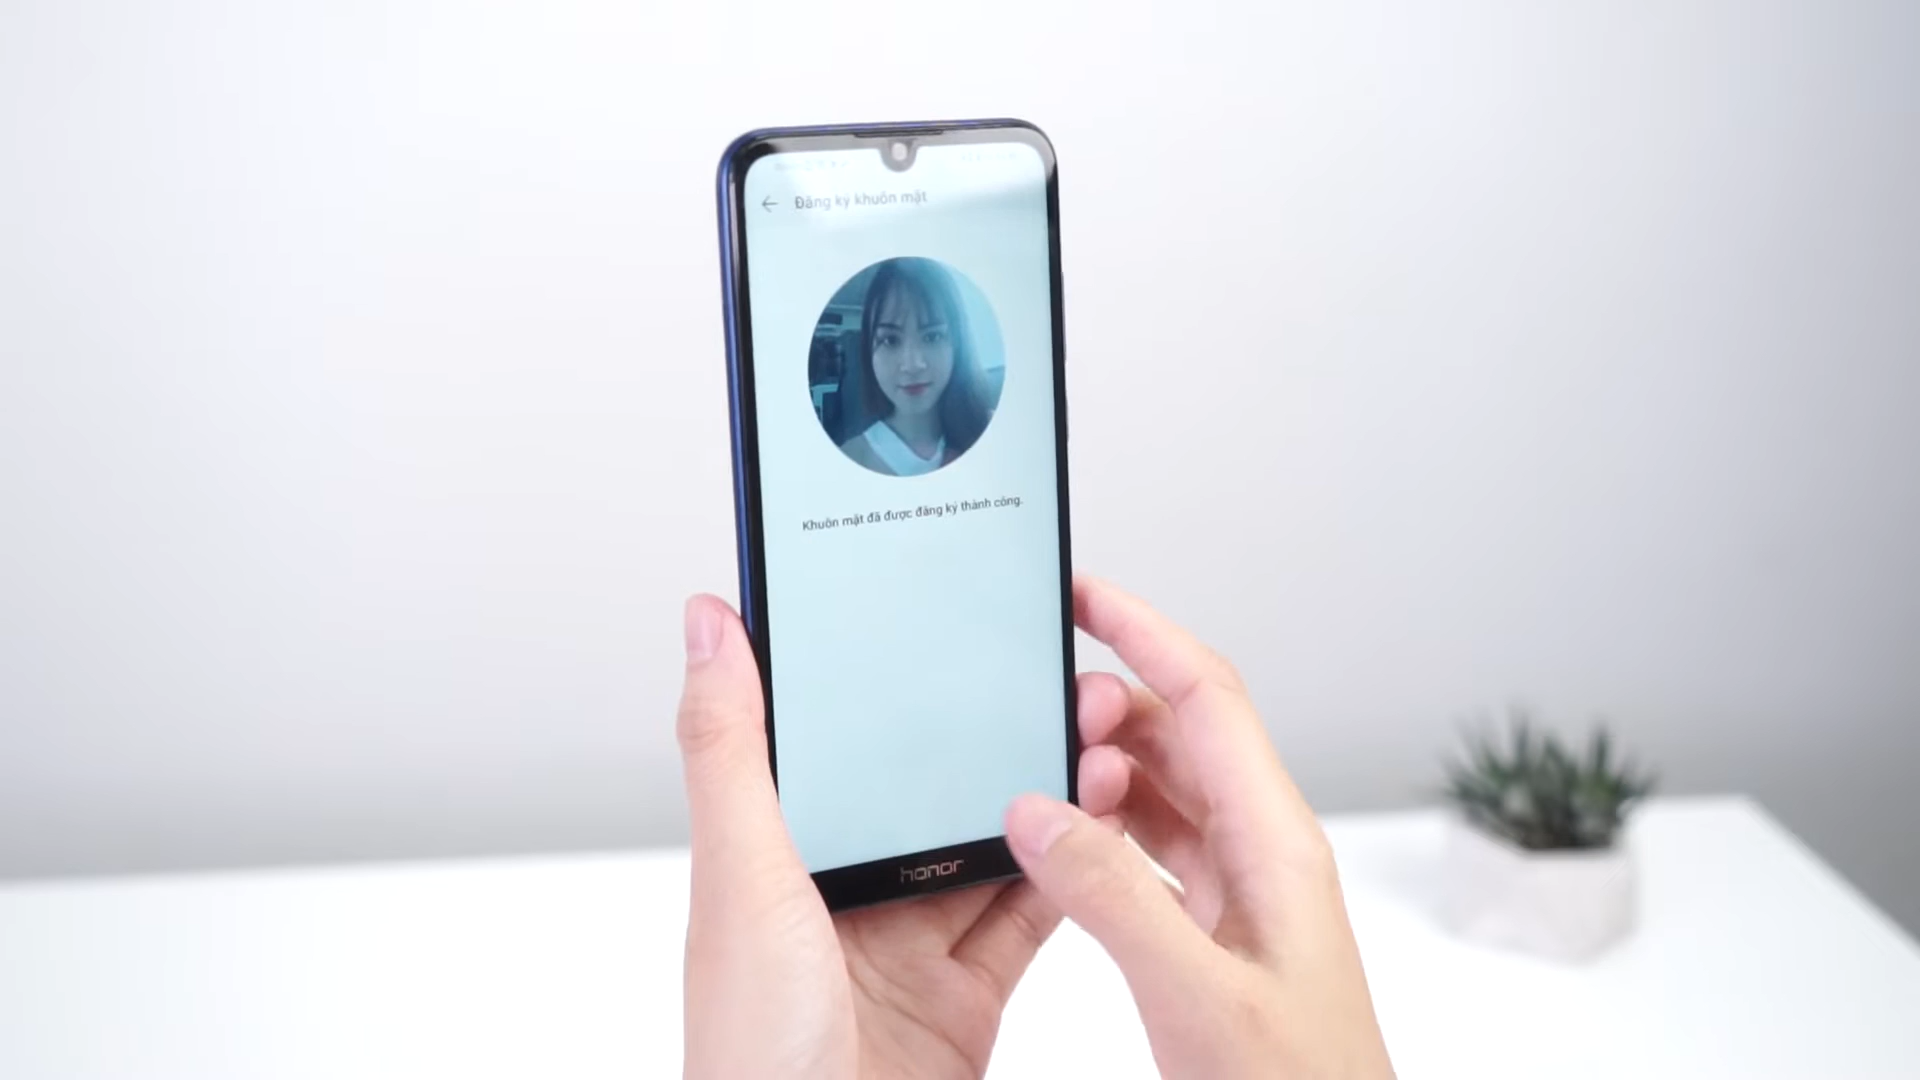 Đăng ký khuôn mặt
Khuôn mặt đã được đăng ký thành công.
honor